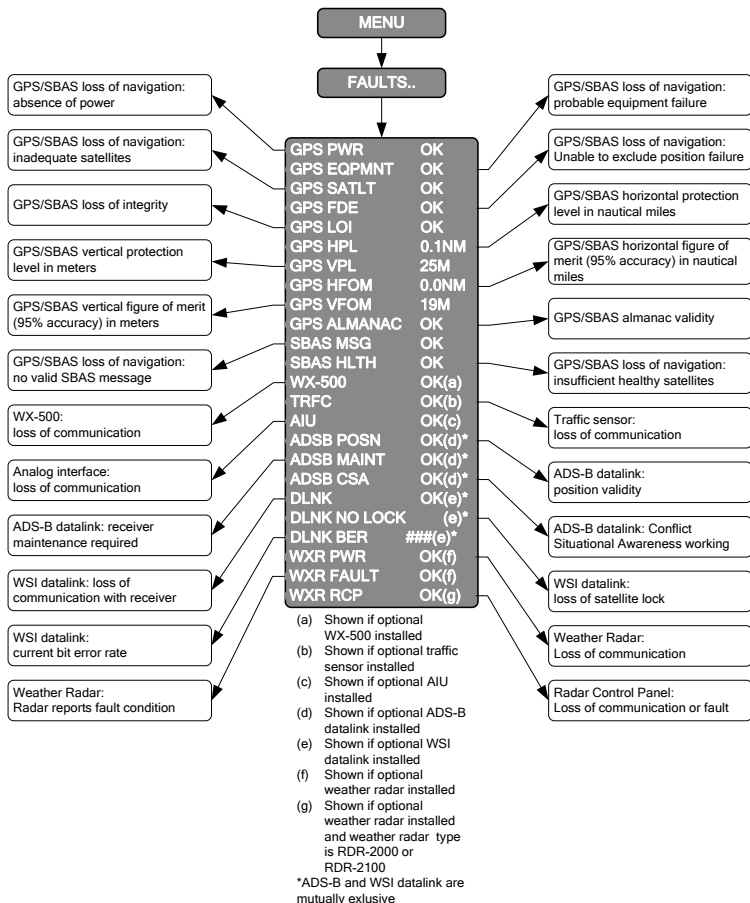 MENU
FAULTS..
GPS/SBAS loss of navigation:
absence of power
GPS/SBAS loss of navigation:
inadequate satellites
GPS/SBAS loss of integrity
GPS/SBAS vertical protection
level in meters
GPS/SBAS vertical figure of merit
(95% accuracy) in meters
GPS/SBAS loss of navigation:
no valid SBAS message
WX-500:
loss of communication
Analog interface:
loss of communication
ADS-B datalink: receiver
maintenance required
WSI datalink: loss of
communication with receiver
WSI datalink:
current bit error rate
Weather Radar:
Radar reports fault condition
GPS PWR OK
GPS EQPMNT OK
GPS SATLT OK
GPS FDE OK
GPS LOI OK
GPS HPL 0.1NM
GPS VPL 25M
GPS HFOM 0.0NM
GPS VFOM 19M
GPS ALMANAC OK
SBAS MSG OK
SBAS HLTH OK
WX-500 OK(a)
TRFC OK(b)
AIU OK(c)
ADSB POSN OK(d)*
ADSB MAINT OK(d)*
ADSB CSA OK(d)*
DLNK OK(e)*
DLNK NO LOCK (e)*
DLNK BER ###(e)*
WXR PWR OK(f)
WXR FAULT OK(f)
WXR RCP OK(g)
GPS/SBAS loss of navigation:
probable equipment failure
GPS/SBAS loss of navigation:
Unable to exclude position failure
GPS/SBAS horizontal protection
level in nautical miles
GPS/SBAS horizontal figure of
merit (95% accuracy) in nautical
miles
GPS/SBAS almanac validity
GPS/SBAS loss of navigation:
insufficient healthy satellites
Traffic sensor:
loss of communication
ADS-B datalink:
position validity
ADS-B datalink: Conflict
Situational Awareness working
WSI datalink:
loss of satellite lock
Weather Radar:
Loss of communication
Radar Control Panel:
Loss of communication or fault
(a) Shown if optional
WX-500 installed
(b) Shown if optional traffic
sensor installed
(c) Shown if optional AIU
installed
(d) Shown if optional ADS-B
datalink installed
(e) Shown if optional WSI
datalink installed
(f) Shown if optional
weather radar installed
(g) Shown if optional
weather radar installed
and weather radar type
is RDR-2000 or
RDR-2100
*ADS-B and WSI datalink are
mutually exlusive